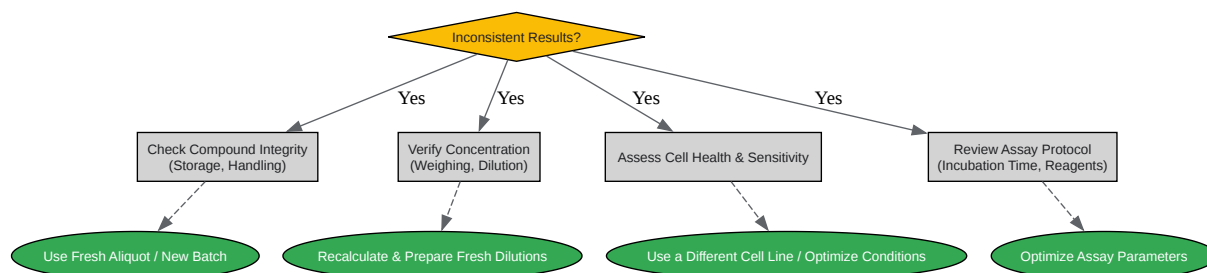 Inconsistent Results?
Yes
Yes
Yes
Yes
Check Compound Integrity
(Storage, Handling)
Verify Concentration
(Weighing, Dilution)
Assess Cell Health & Sensitivity
Review Assay Protocol
(Incubation Time, Reagents)
Use Fresh Aliquot / New Batch
Recalculate & Prepare Fresh Dilutions
Use a Different Cell Line / Optimize Conditions
Optimize Assay Parameters